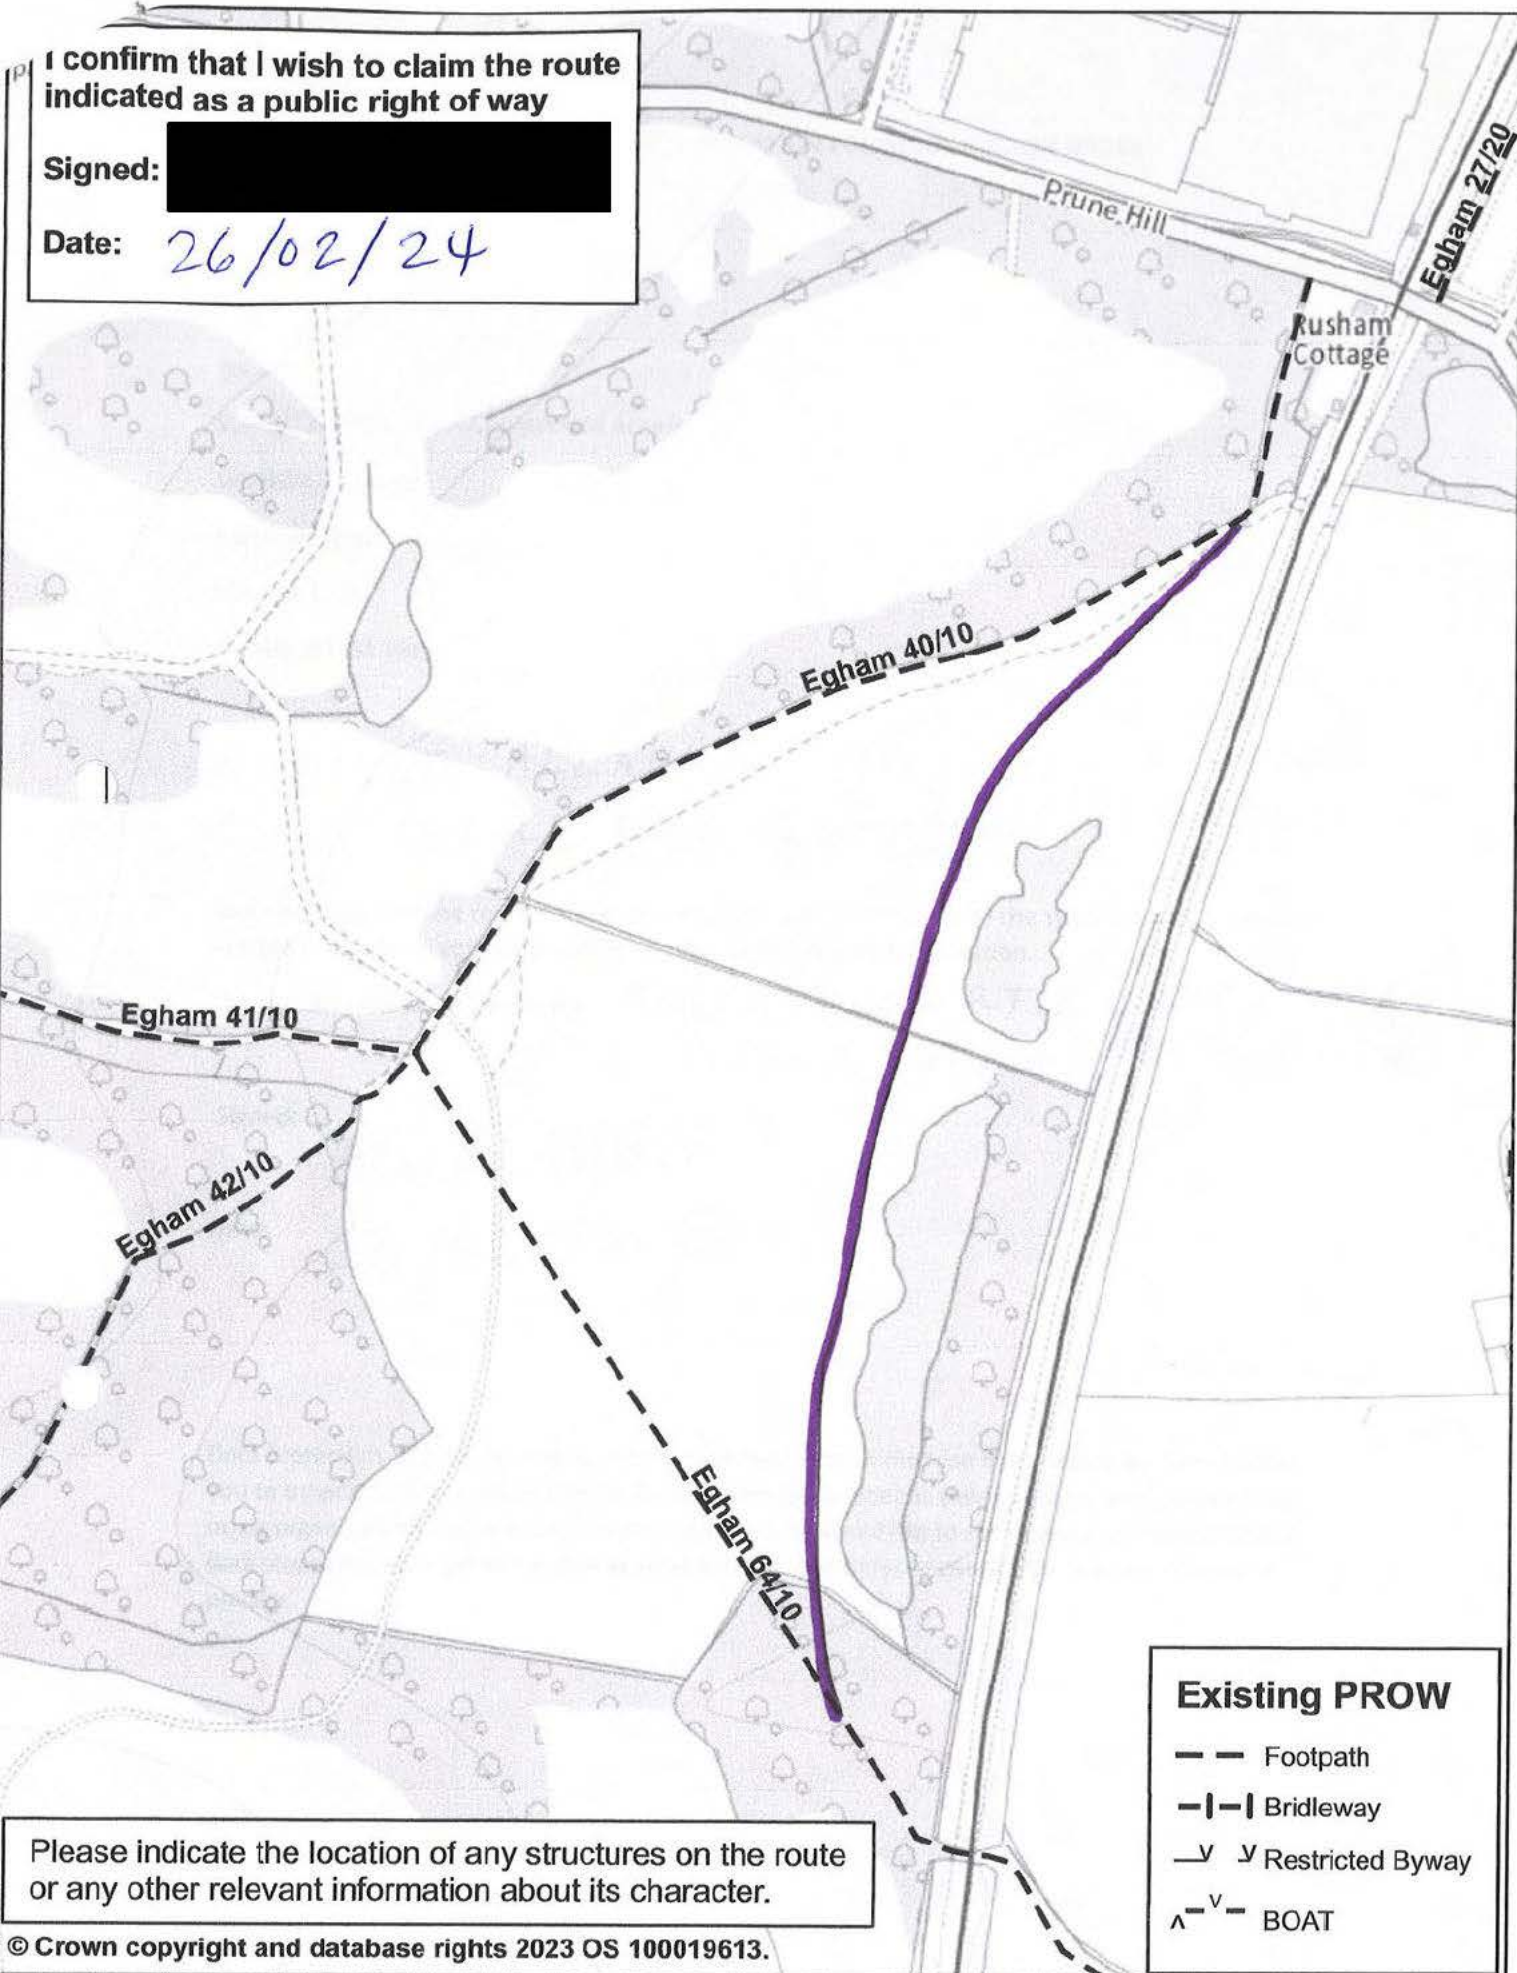 I confirm that I wish to claim the route
indicated as a public right of way
Signed:
Date: 26/02/24
Prune Hill
Egham 27/20
Rusham
Cottage
Egham 40/10
Egham 41/10
Egham 42/10
Egham 64/10
Existing PROW
Footpath
Bridleway
Restricted Byway
BOAT
Please indicate the location of any structures on the route
or any other relevant information about its character.
© Crown copyright and database rights 2023 OS 100019613.